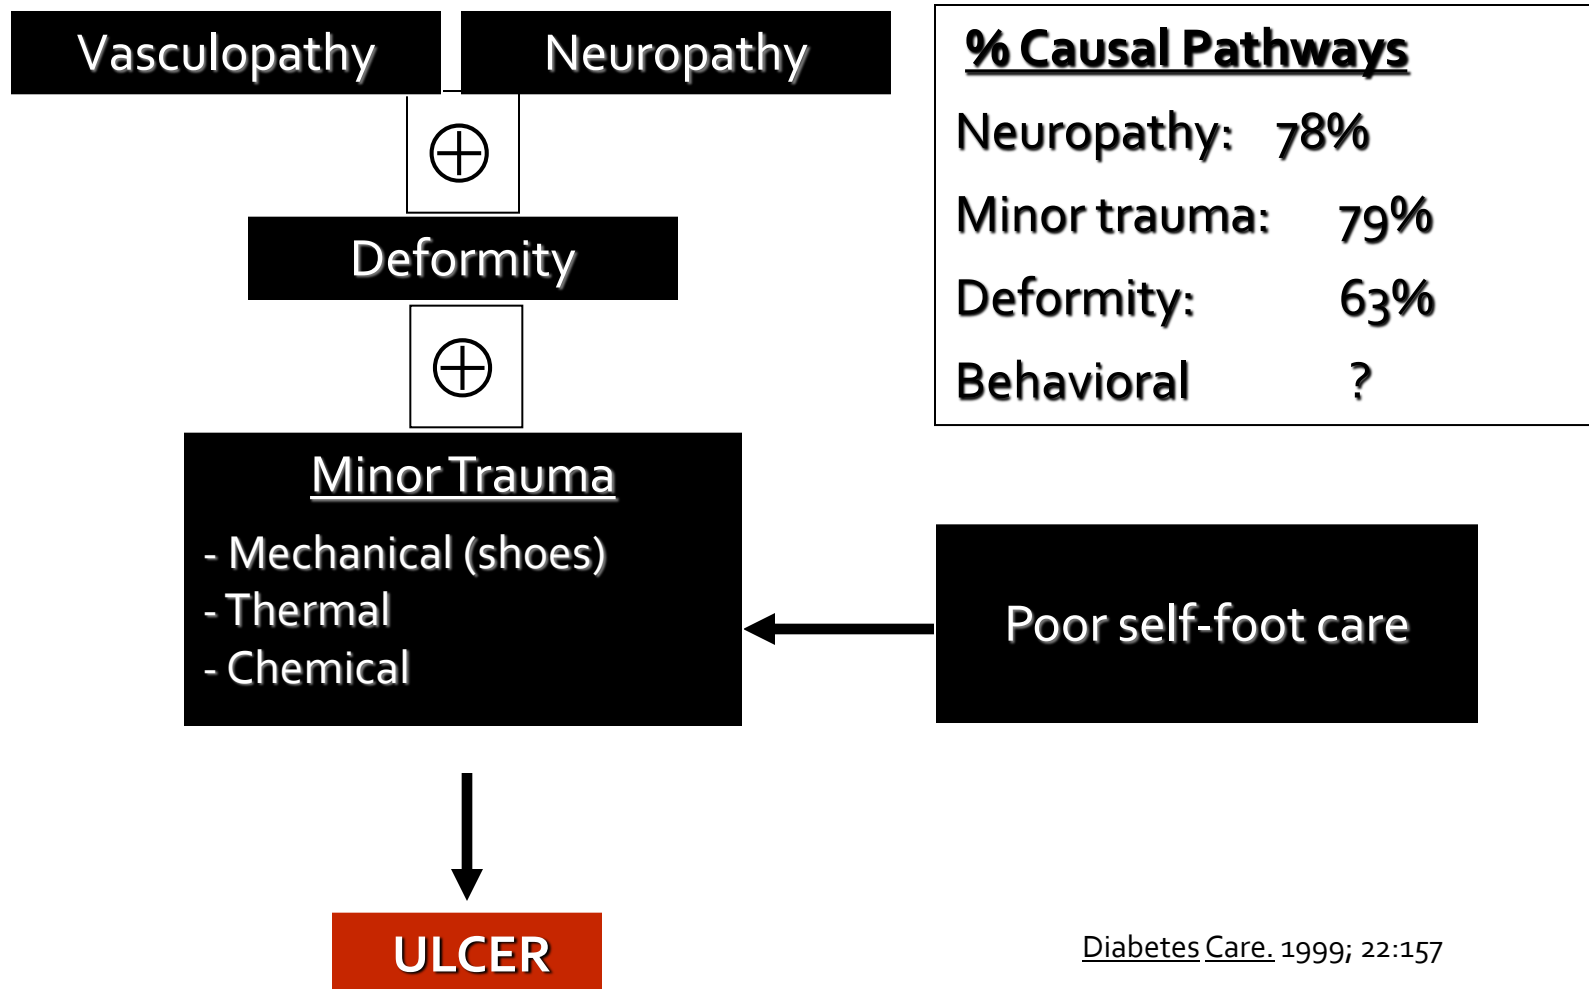 Vasculopathy
Neuropathy
Deformity
Minor Trauma
- Mechanical (shoes)
- Thermal
- Chemical
ULCER
% Causal Pathways
Neuropathy: 78%
Minor trauma: 79%
Deformity: 63%
Behavioral ?
Poor self-foot care
Diabetes Care. 1999; 22:157